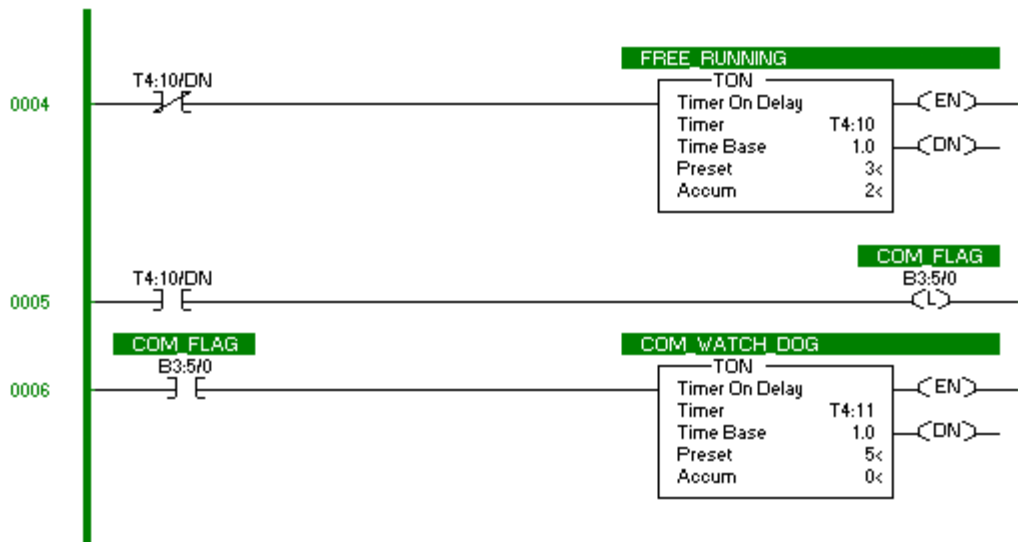 FREE_RUNNING
T4:10/DN
TON
0004
Timer On Delay
EN
Timer T4:10
DN
Time Base 1.0
Preset 3<
Accum 2<
COM_FLAG
T4:10/DN
B3:5/0
0005
L
COM_FLAG
COM_WATCH_DOG
B3:5/0
TON
0006
Timer On Delay
EN
Timer T4:11
DN
Time Base 1.0
Preset 5<
Accum 0<